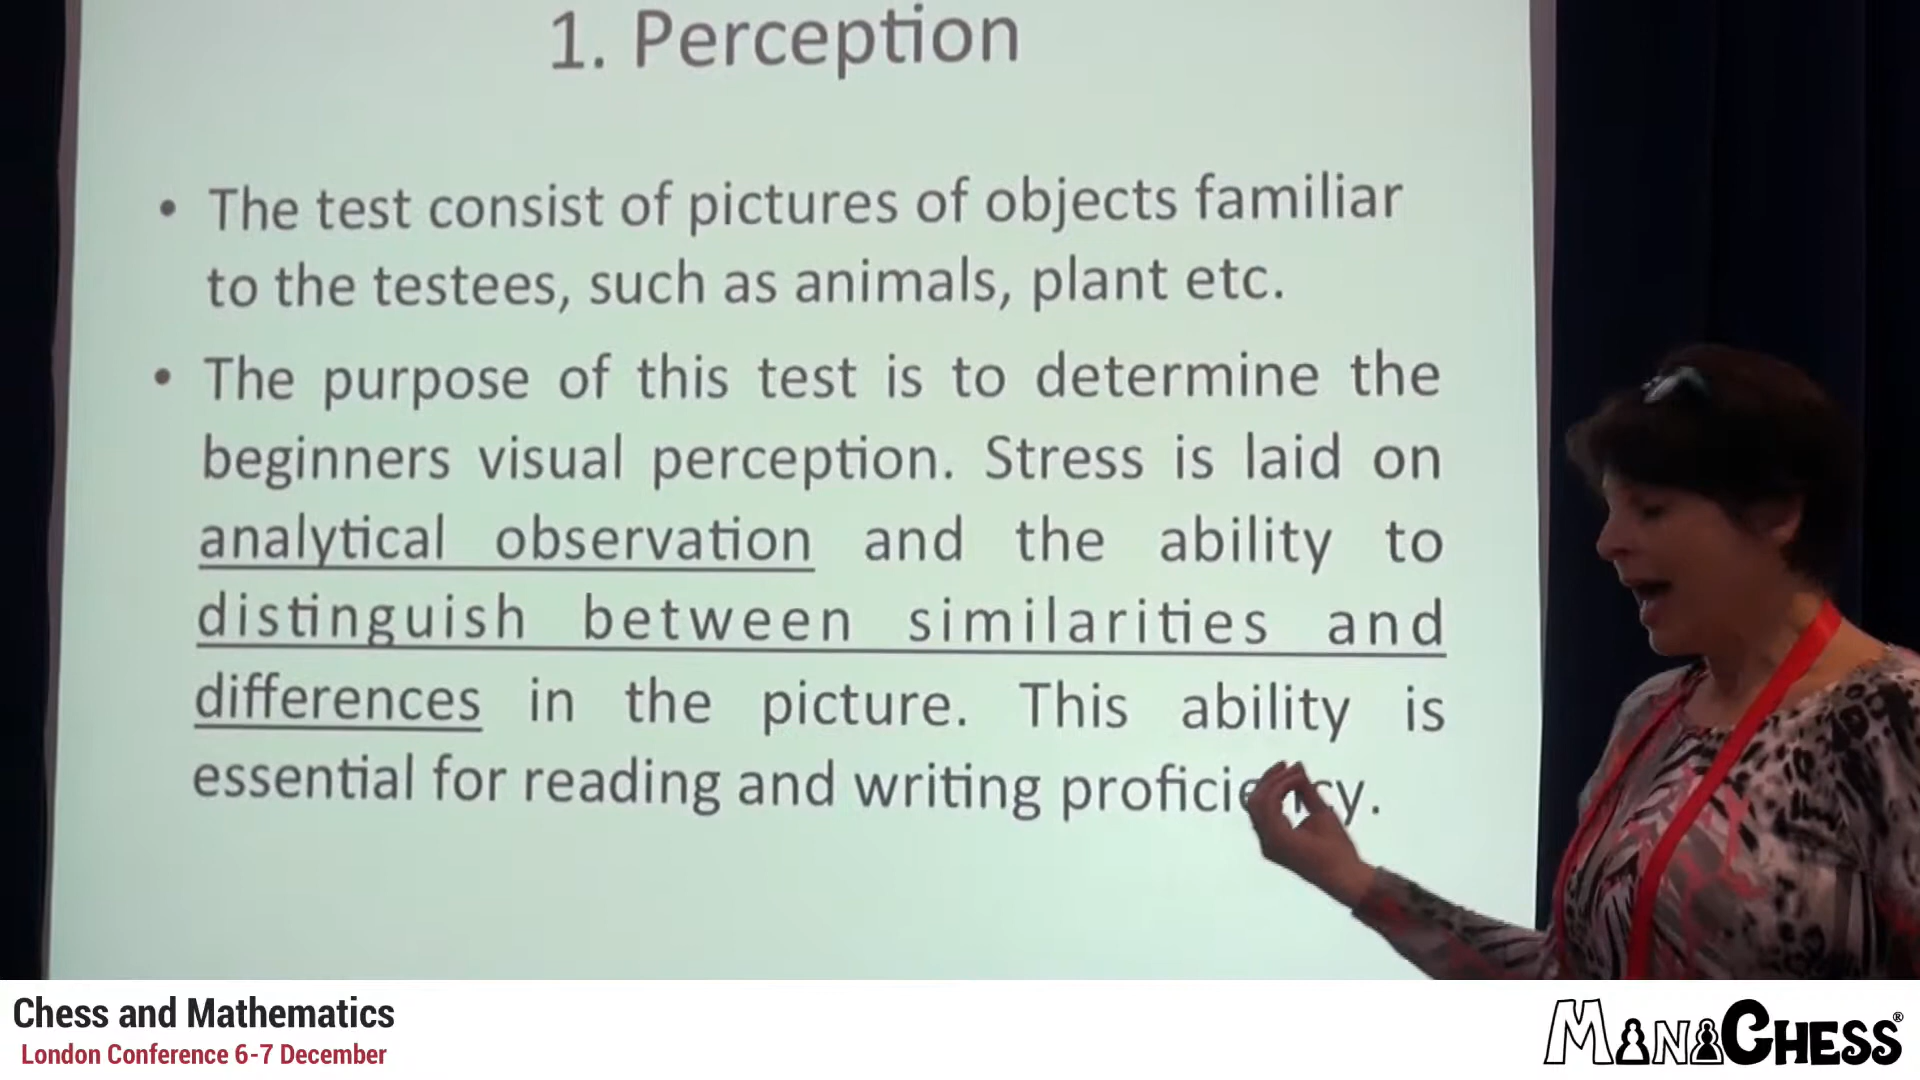 1. Perception
• The test consist of pictures of objects familiar
to the testees, such as animals, plant etc.
• The purpose of this test is to determine the
beginners visual perception. Stress is laid on
analytical observation and the ability to
distinguish between similarities and
differences in the picture. This ability is
essential for reading and writing proficiency.
Chess and Mathematics
London Conference 6-7 December
MANACHESS®